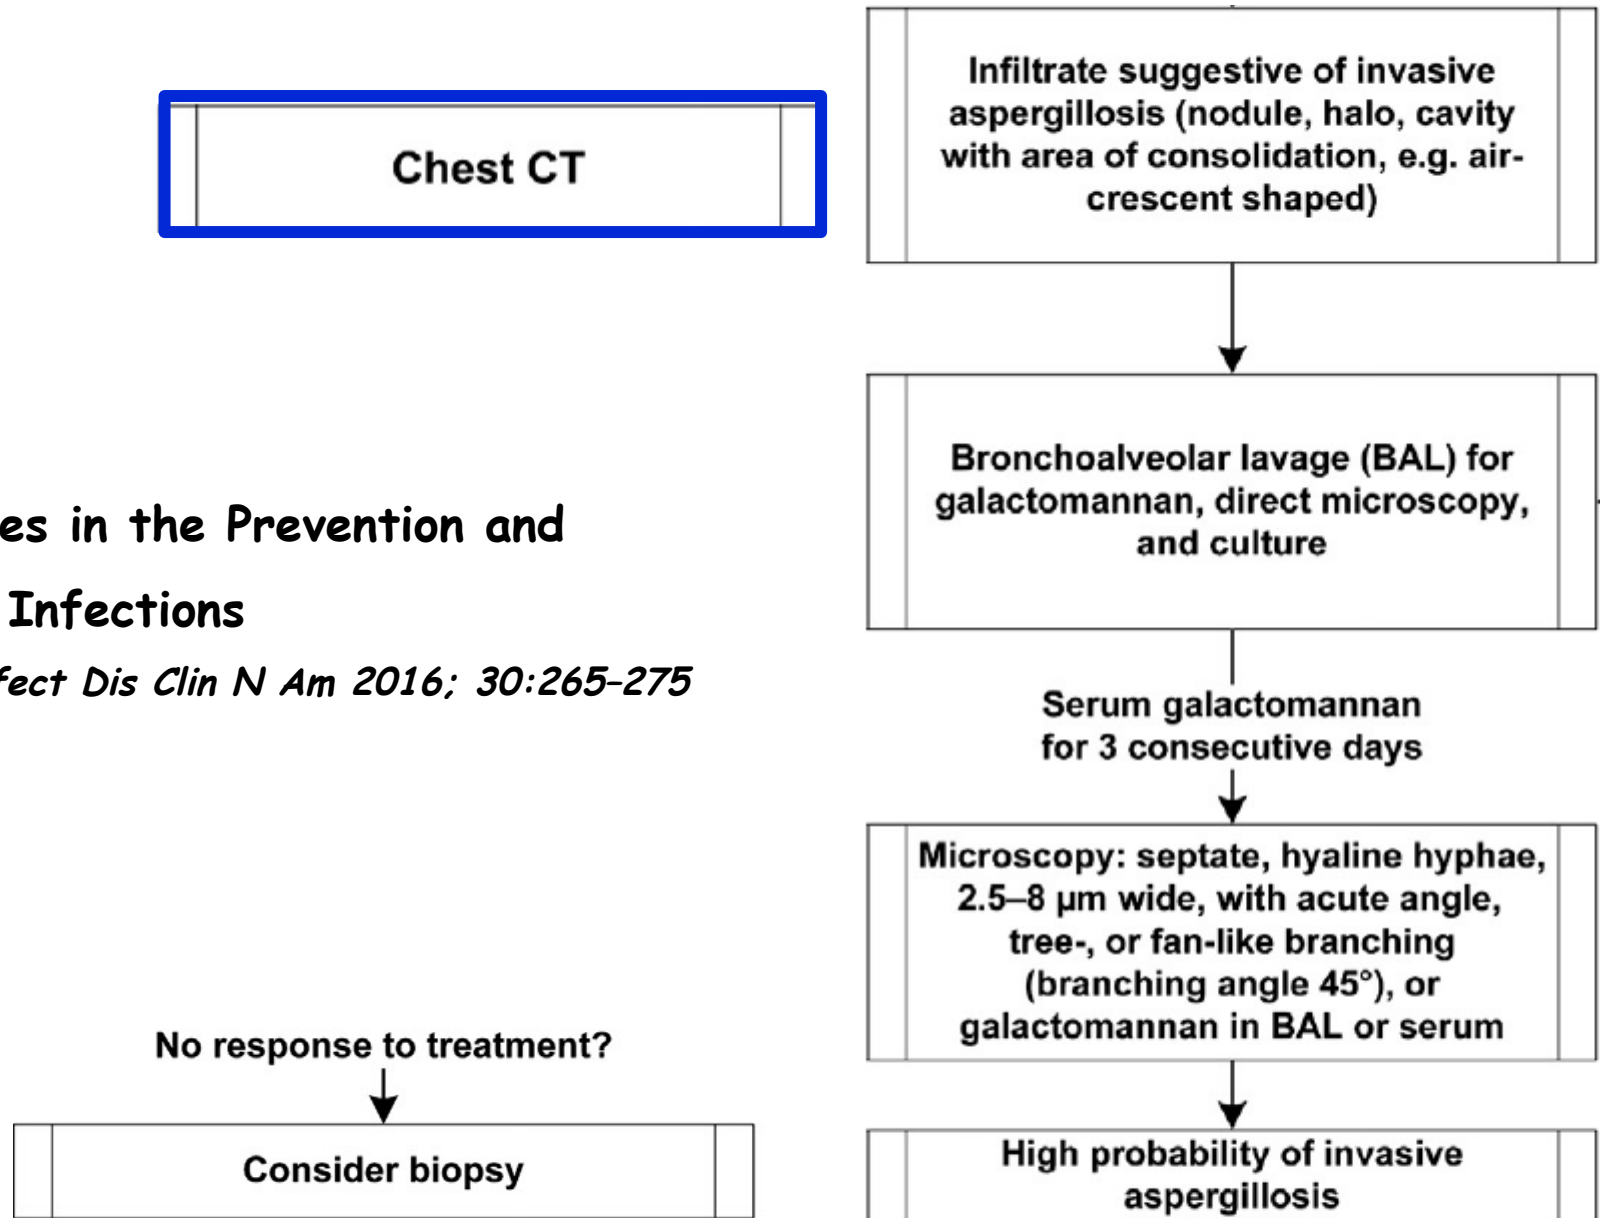 Chest CT
Infiltrate suggestive of invasive
aspergillosis (nodule, halo, cavity
with area of consolidation, e.g. air-
crescent shaped)
Bronchoalveolar lavage (BAL) for
galactomannan, direct microscopy,
and culture
es in the Prevention and
Infections
fect Dis Clin N Am 2016; 30:265–275
Serum galactomannan
for 3 consecutive days
Microscopy: septate, hyaline hyphae,
2.5–8 µm wide, with acute angle,
tree-, or fan-like branching
(branching angle 45°), or
galactomannan in BAL or serum
No response to treatment?
Consider biopsy
High probability of invasive
aspergillosis